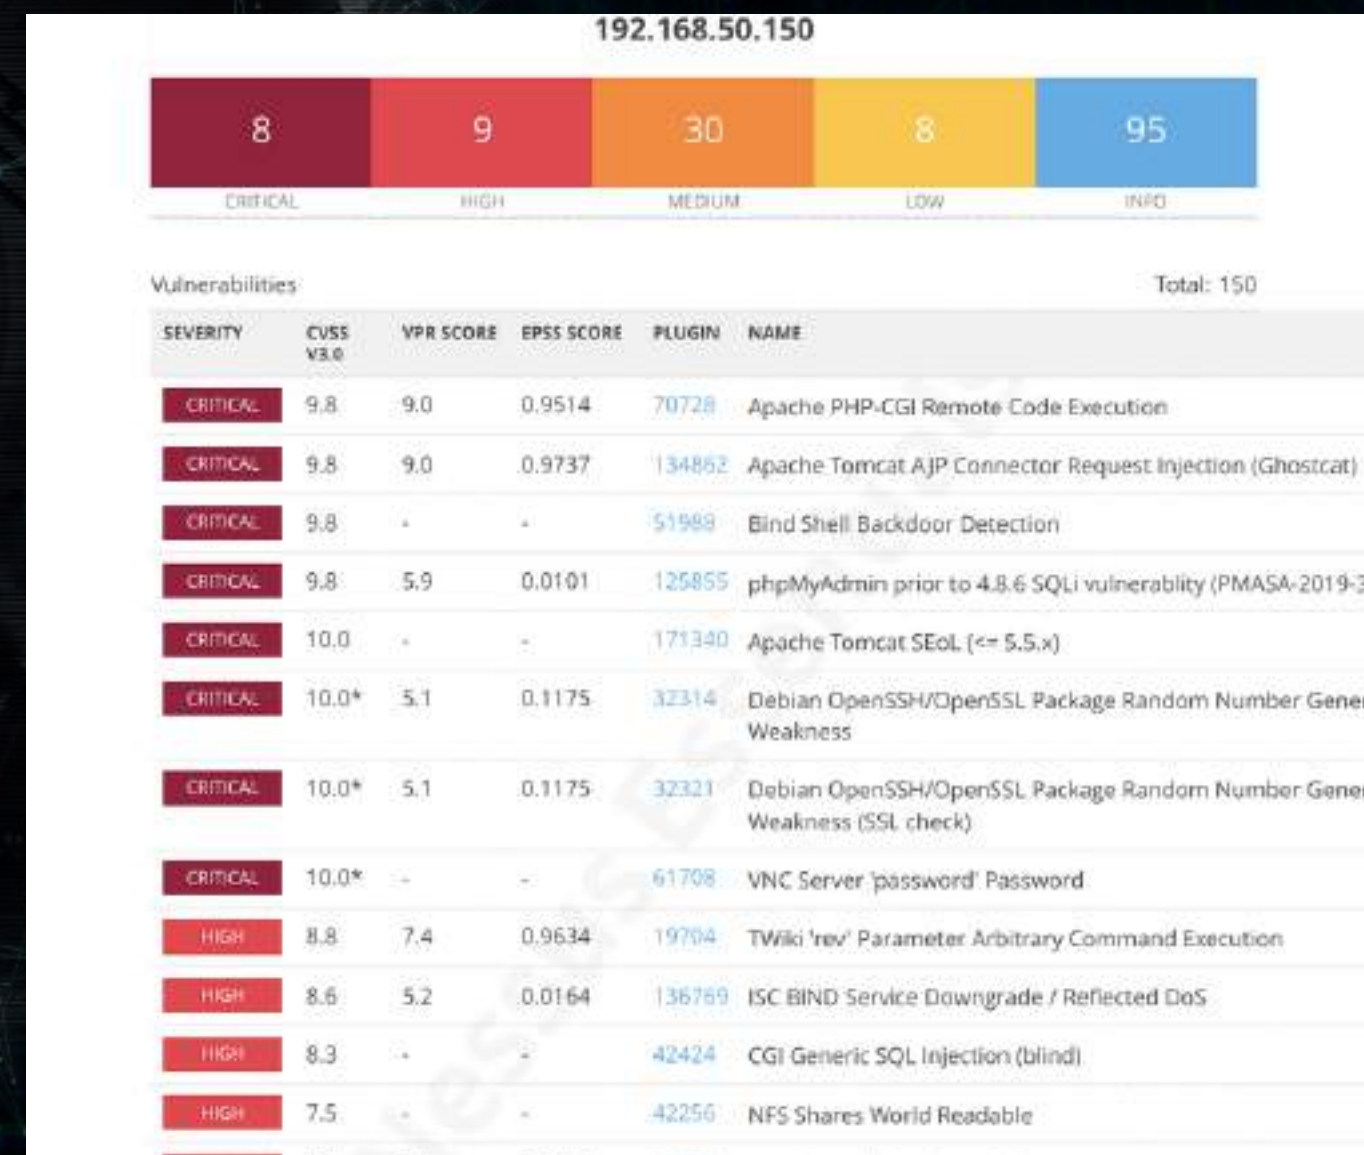 192.168.50.150
8 9 30 8 95
CRITICAL HIGH MEDIUM LOW INFO
Vulnerabilities Total: 150
SEVERITY CVSS V3.0 VPR SCORE EPSS SCORE PLUGIN NAME
CRITICAL 9.8 9.0 0.9514 70728 Apache PHP-CGI Remote Code Execution
CRITICAL 9.8 9.0 0.9737 134862 Apache Tomcat AJP Connector Request Injection (Ghostcat)
CRITICAL 9.8 - - 51988 Bind Shell Backdoor Detection
CRITICAL 9.8 5.9 0.0101 125855 phpMyAdmin prior to 4.8.6 SQLi vulnerablity (PMASA-2019-3
CRITICAL 10.0 - - 171340 Apache Tomcat SEoL (<= 5.5.x)
CRITICAL 10.0* 5.1 0.1175 32314 Debian OpenSSH/OpenSSL Package Random Number Gener
Weakness
CRITICAL 10.0* 5.1 0.1175 32321 Debian OpenSSH/OpenSSL Package Random Number Gener
Weakness (SSL check)
CRITICAL 10.0* - - 61708 VNC Server 'password' Password
HIGH 8.8 7.4 0.9634 19704 TWiki 'rev' Parameter Arbitrary Command Execution
HIGH 8.6 5.2 0.0164 136769 ISC BIND Service Downgrade / Reflected DoS
HIGH 8.3 - - 42424 CGI Generic SQL Injection (blind)
HIGH 7.5 - - 42256 NFS Shares World Readable
Nessus Essentials